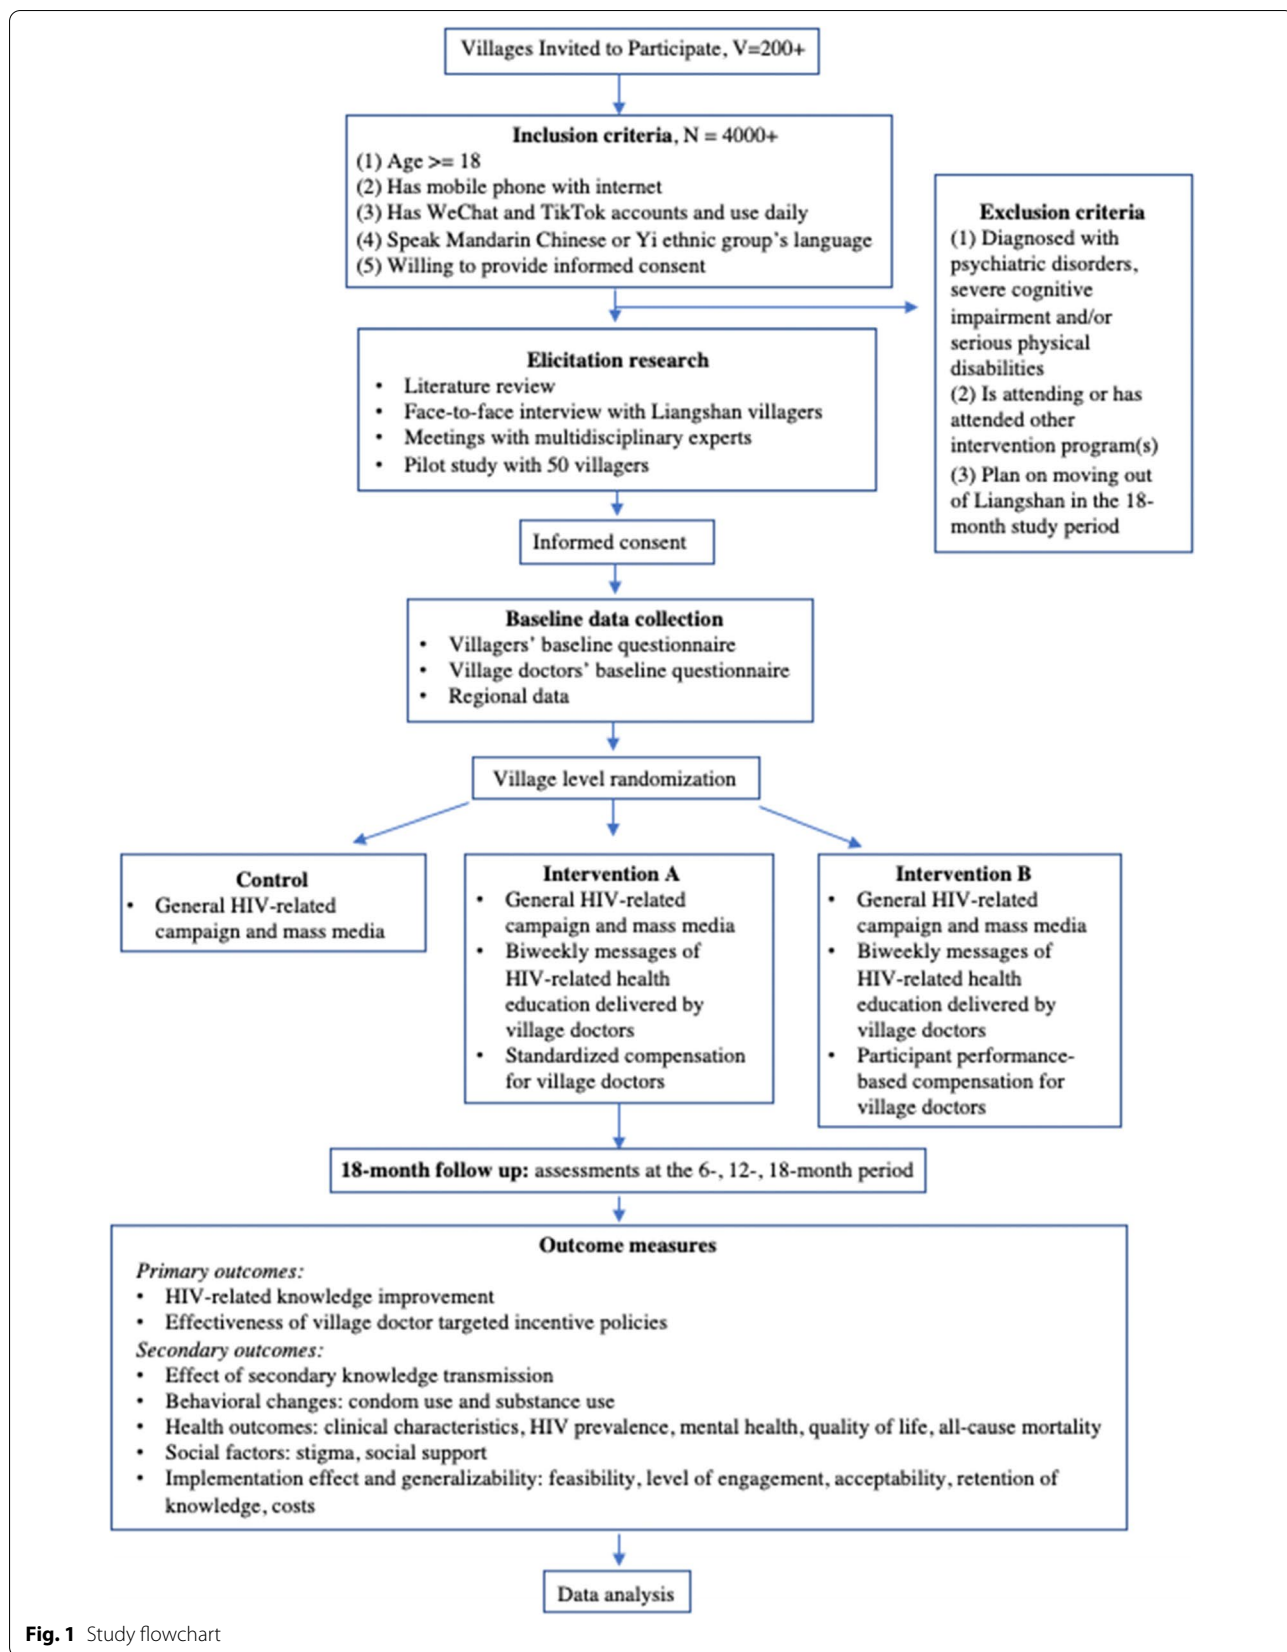 Villages Invited to Participate, V=200+
Inclusion criteria, N = 4000+
(1) Age >= 18
(2) Has mobile phone with internet
(3) Has WeChat and TikTok accounts and use daily
(4) Speak Mandarin Chinese or Yi ethnic group’s language
(5) Willing to provide informed consent
Exclusion criteria
(1) Diagnosed with
psychiatric disorders,
severe cognitive
impairment and/or
serious physical
disabilities
(2) Is attending or has
attended other
intervention program(s)
(3) Plan on moving out
of Liangshan in the 18-
month study period
Elicitation research
• Literature review
• Face-to-face interview with Liangshan villagers
• Meetings with multidisciplinary experts
• Pilot study with 50 villagers
Informed consent
Baseline data collection
• Villagers’ baseline questionnaire
• Village doctors’ baseline questionnaire
• Regional data
Village level randomization
Control
• General HIV-related
campaign and mass media
Intervention A
• General HIV-related
campaign and mass media
• Biweekly messages of
HIV-related health
education delivered by
village doctors
• Standardized compensation
for village doctors
Intervention B
• General HIV-related
campaign and mass media
• Biweekly messages of
HIV-related health
education delivered by
village doctors
• Participant performance-
based compensation for
village doctors
18-month follow up: assessments at the 6-, 12-, 18-month period
Outcome measures
Primary outcomes:
• HIV-related knowledge improvement
• Effectiveness of village doctor targeted incentive policies
Secondary outcomes:
• Effect of secondary knowledge transmission
• Behavioral changes: condom use and substance use
• Health outcomes: clinical characteristics, HIV prevalence, mental health, quality of life, all-cause mortality
• Social factors: stigma, social support
• Implementation effect and generalizability: feasibility, level of engagement, acceptability, retention of
knowledge, costs
Data analysis
Fig. 1 Study flowchart